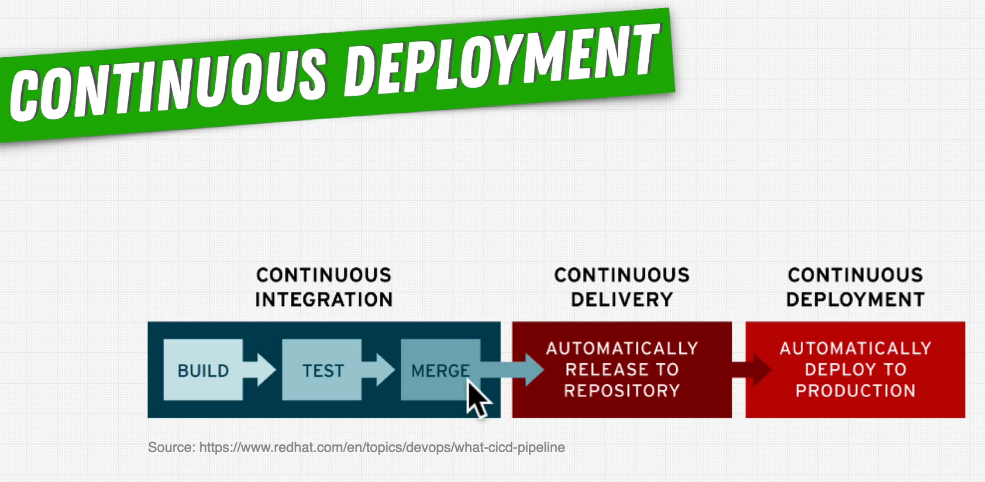 CONTINUOUS DEPLOYMENT
CONTINUOUS
INTEGRATION
BUILD
TEST
MERGE
CONTINUOUS
DELIVERY
AUTOMATICALLY
RELEASE TO
REPOSITORY
CONTINUOUS
DEPLOYMENT
AUTOMATICALLY
DEPLOY TO
PRODUCTION
Source: https://www.redhat.com/en/topics/devops/what-cicd-pipeline